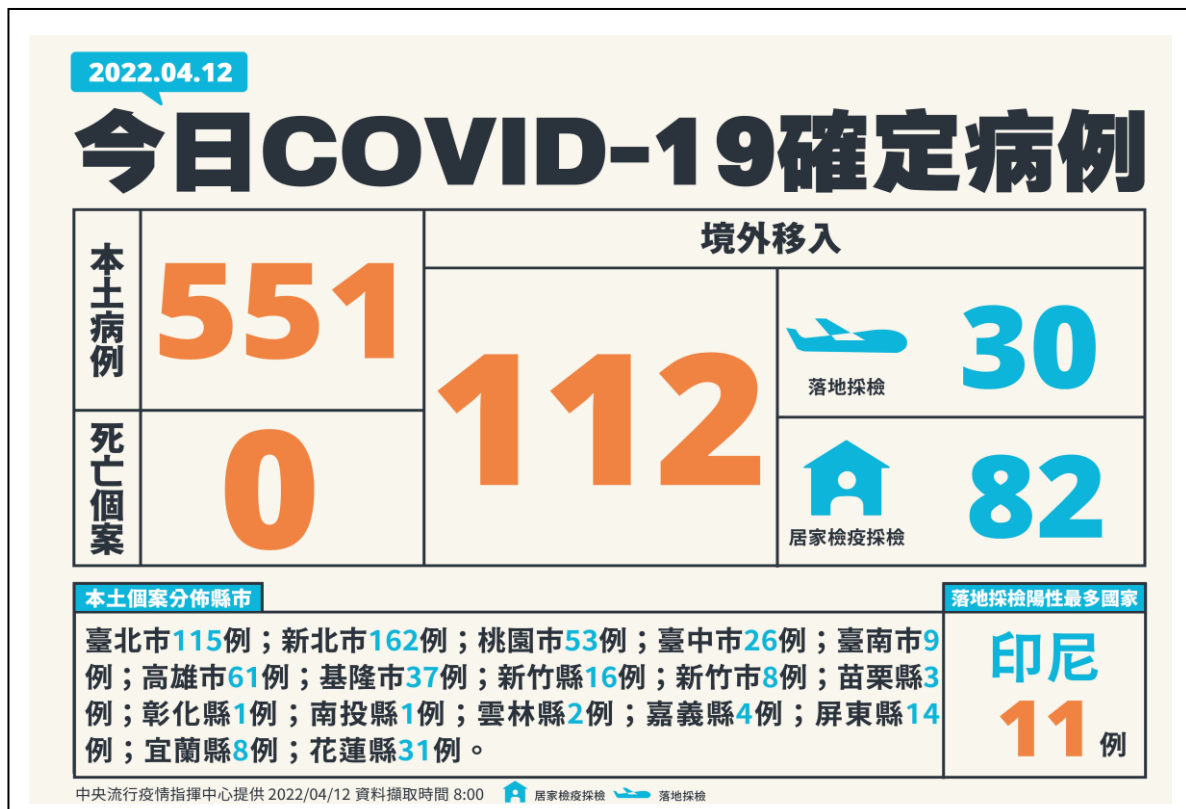 2022.04.12
今日COVID-19確定病例
本土病例
551
死亡個案
0
境外移入
112
落地採檢
30
居家檢疫採檢
82
本土個案分佈縣市
臺北市115例；新北市162例；桃園市53例；臺中市26例；臺南市9
例；高雄市61例；基隆市37例；新竹縣16例；新竹市8例；苗栗縣3
例；彰化縣1例；南投縣1例；雲林縣2例；嘉義縣4例；屏東縣14
例；宜蘭縣8例；花蓮縣31例。
落地採檢陽性最多國家
印尼
11例
中央流行疫情指揮中心提供 2022/04/12 資料擷取時間 8:00 居家檢疫採檢 落地採檢